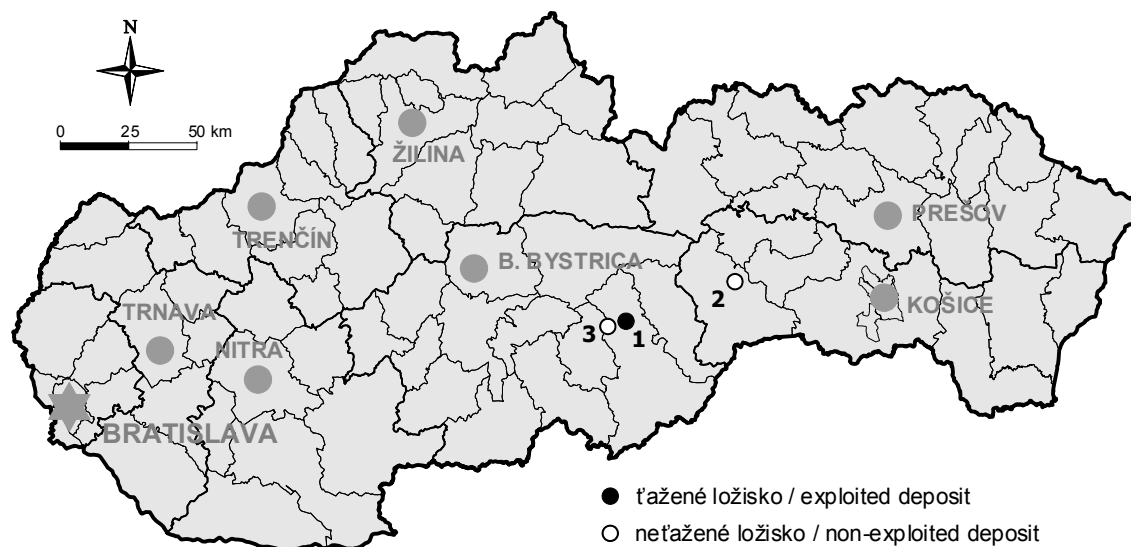 N
0 25 50 km
ŽILINA
PREŠOV
TRENČÍN
B. BYSTRICA
2
KOŠICE
TRNAVA
NITRA
3
1
BRATISLAVA
ťažené ložisko / exploited deposit
neťažené ložisko / non-exploited deposit